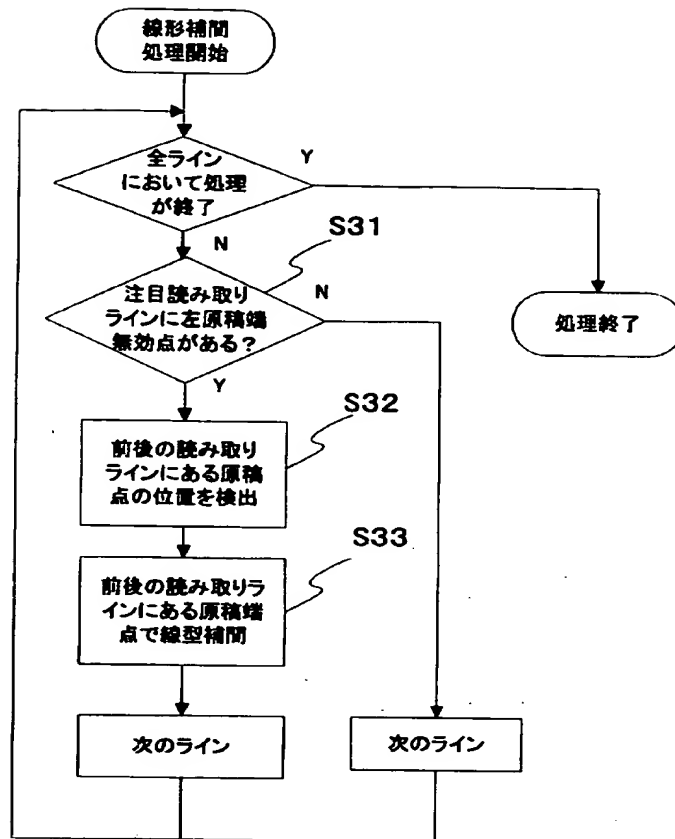 線形補間
処理開始
全ライン
において処理
が終了
Y
N
S31
注目読み取り
ラインに左原稿端
無効点がある？
N
Y
処理終了
S32
前後の読み取り
ラインにある原稿
点の位置を検出
S33
前後の読み取りラ
インにある原稿端
点で線型補間
次のライン
次のライン